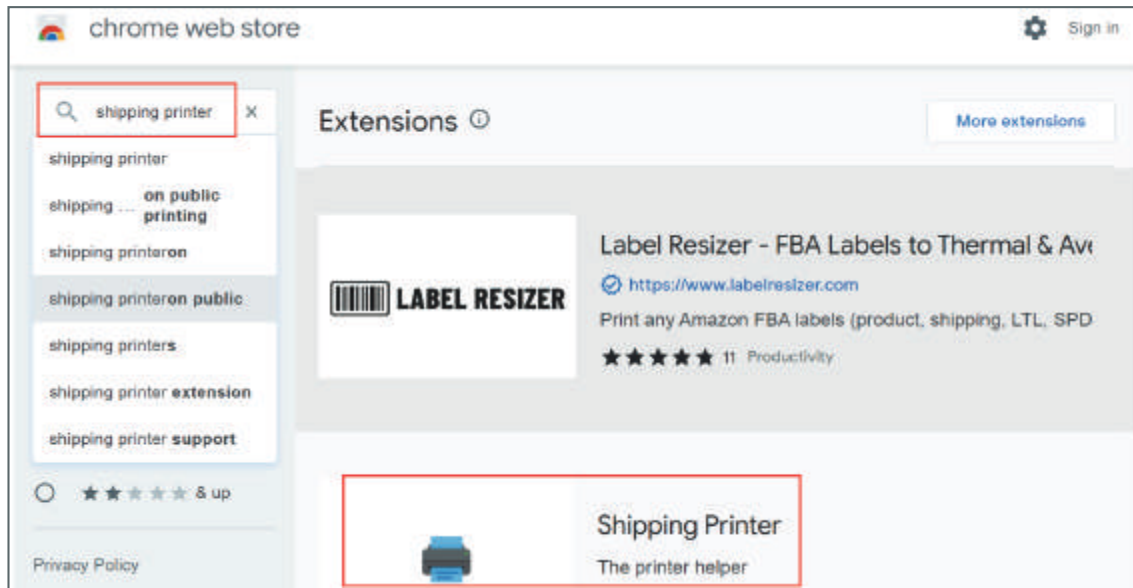 chrome web store
Sign in
shipping printer
shipping printer
shipping ... on public
printing
shipping printeron
shipping printeron public
shipping printers
shipping printer extension
shipping printer support
& up
Privacy Policy
Extensions
More extensions
LABEL RESIZER
Label Resizer - FBA Labels to Thermal & Ave
https://www.labelresizer.com
Print any Amazon FBA labels (product, shipping, LTL, SPD
11 Productivity
Shipping Printer
The printer helper